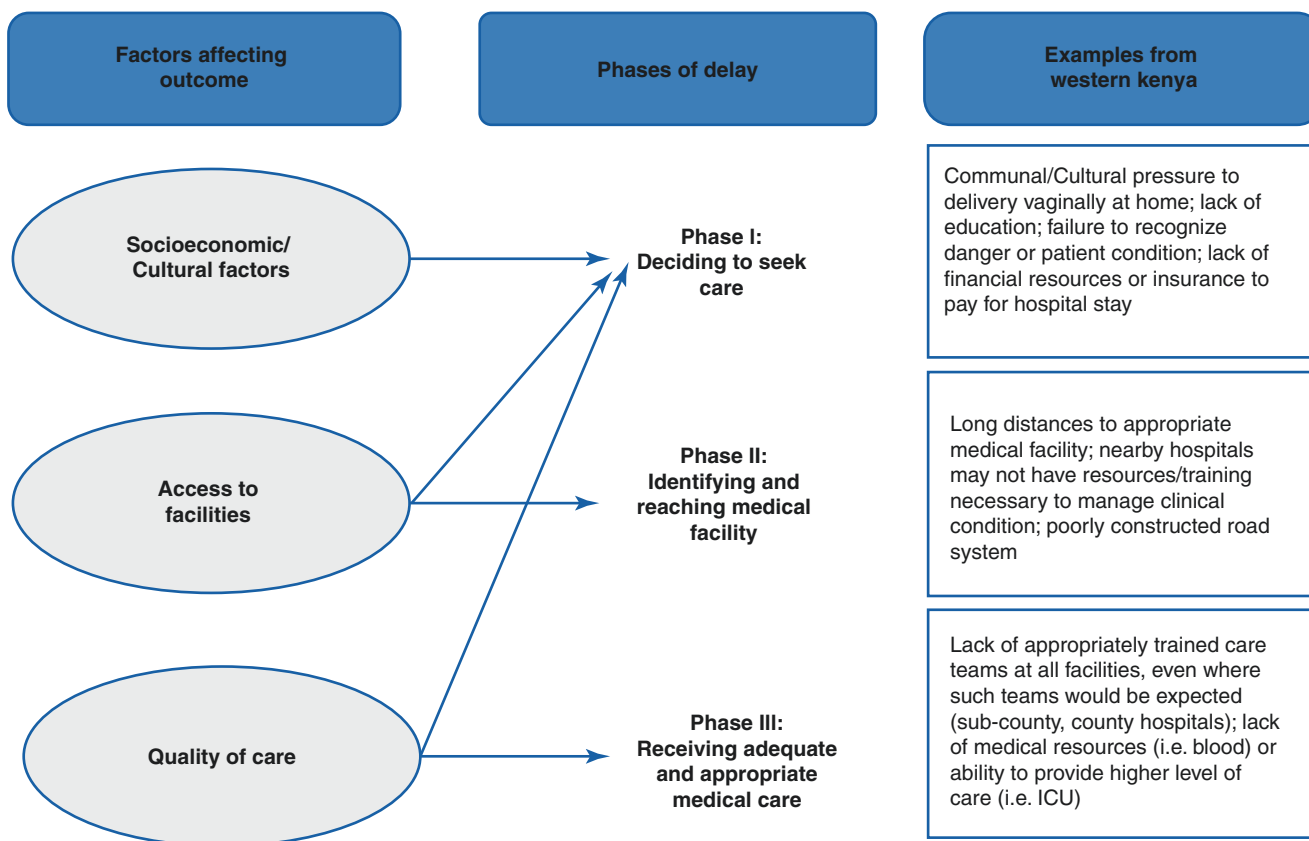 Factors affecting
outcome
Phases of delay
Examples from
western kenya
Socioeconomic/
Cultural factors
Phase I:
Deciding to seek
care
Communal/Cultural pressure to
delivery vaginally at home; lack of
education; failure to recognize
danger or patient condition; lack of
financial resources or insurance to
pay for hospital stay
Access to
facilities
Phase II:
Identifying and
reaching medical
facility
Long distances to appropriate
medical facility; nearby hospitals
may not have resources/training
necessary to manage clinical
condition; poorly constructed road
system
Quality of care
Phase III:
Receiving adequate
and appropriate
medical care
Lack of appropriately trained care
teams at all facilities, even where
such teams would be expected
(sub-county, county hospitals); lack
of medical resources (i.e. blood) or
ability to provide higher level of
care (i.e. ICU)